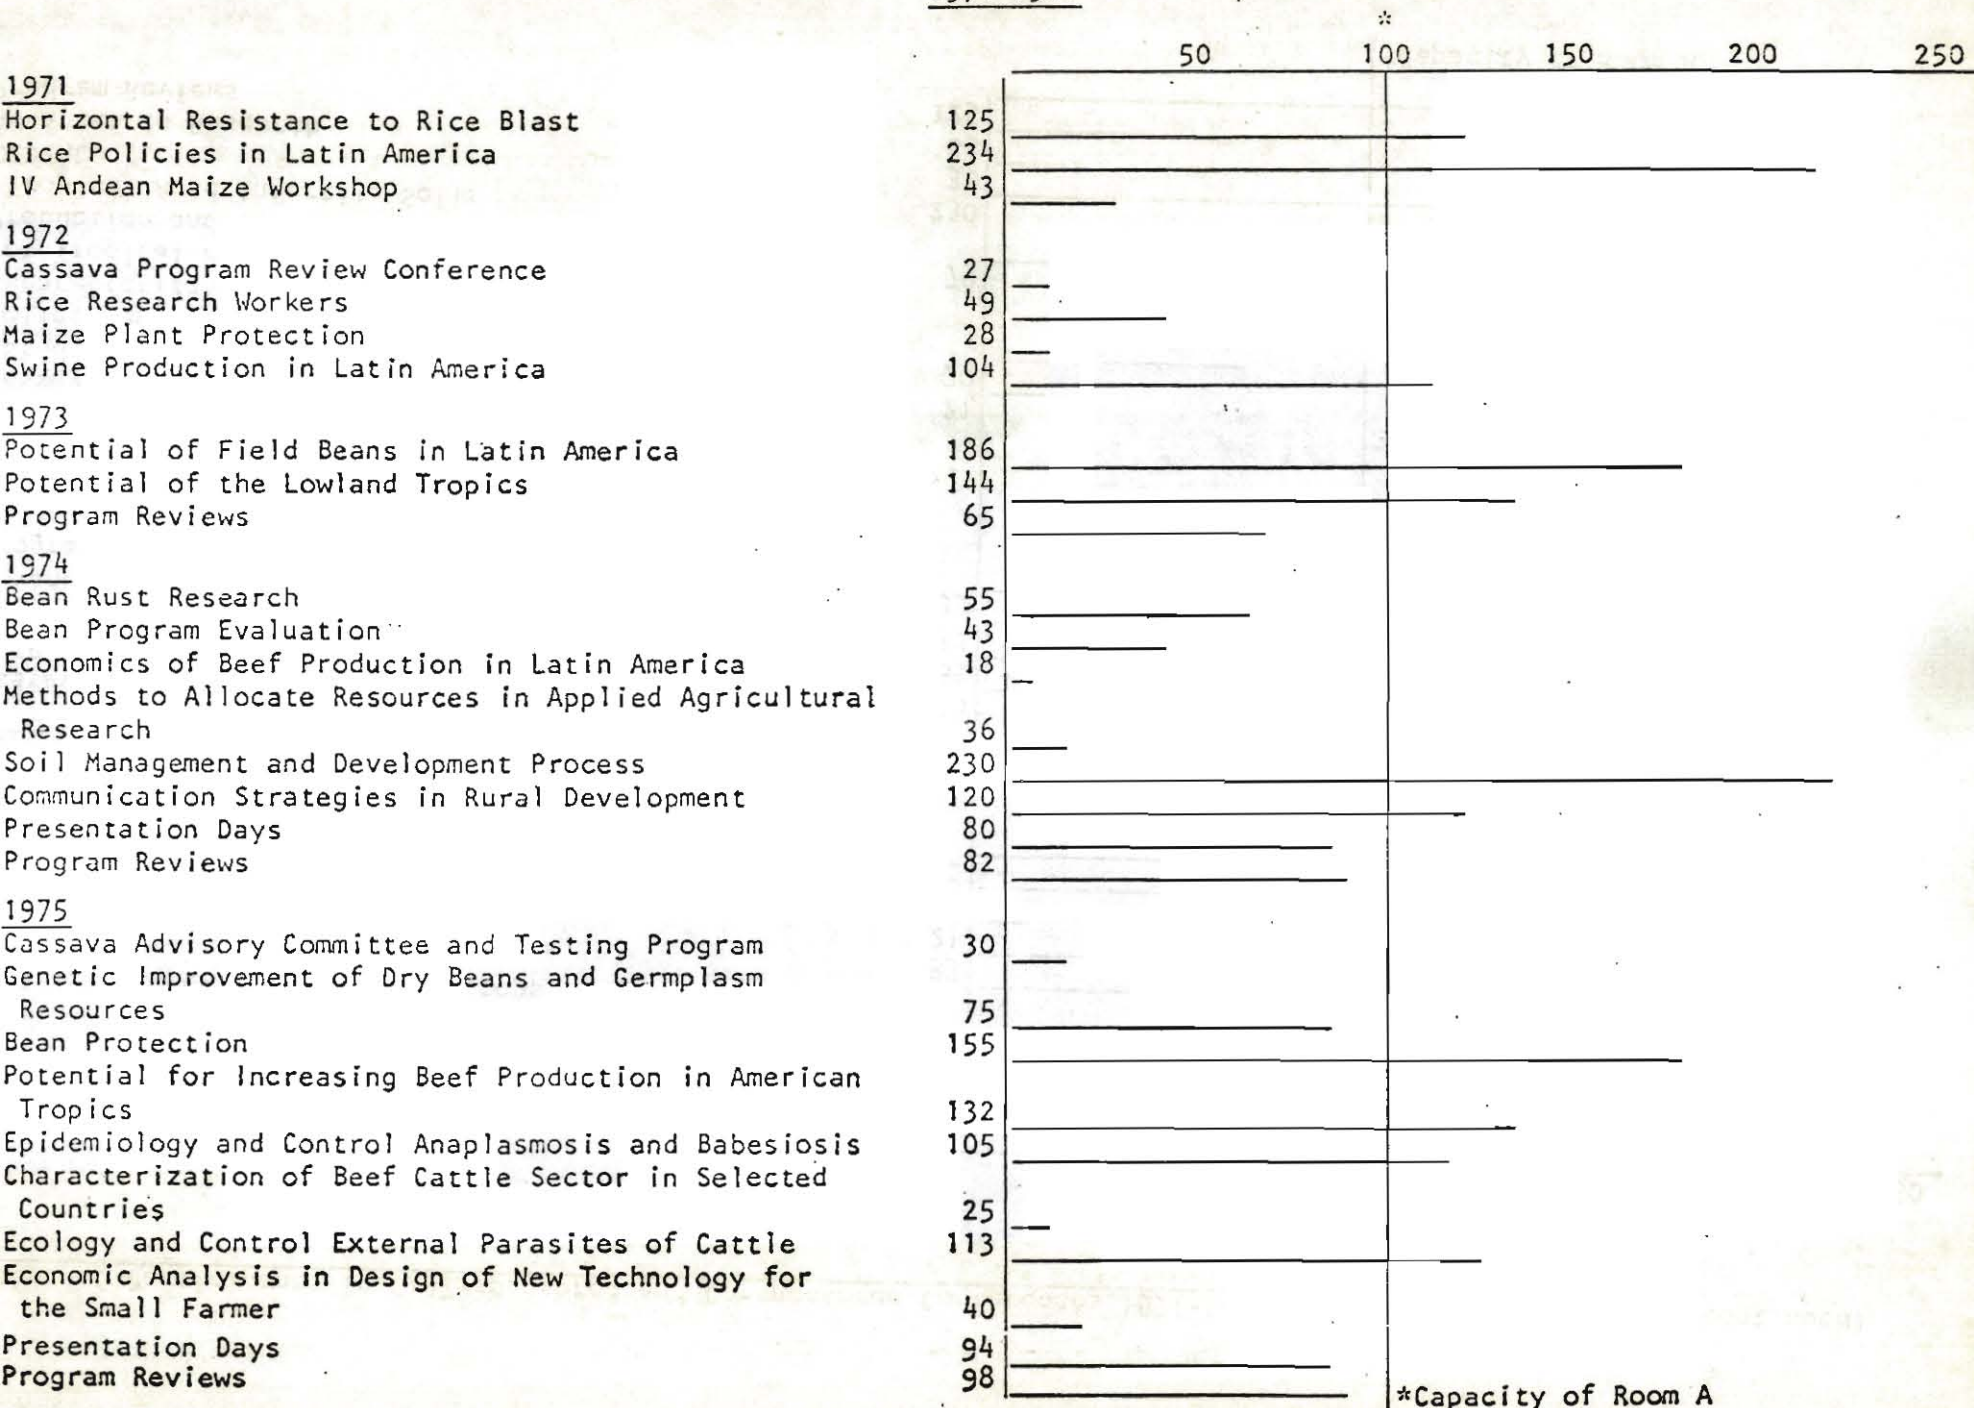 *
50 100 150 200 250
1971
Horizontal Resistance to Rice Blast 125
Rice Policies in Latin America 234
IV Andean Maize Workshop 43
1972
Cassava Program Review Conference 27
Rice Research Workers 49
Maize Plant Protection 28
Swine Production in Latin America 104
1973
Potential of Field Beans in Latin America 186
Potential of the Lowland Tropics 144
Program Reviews 65
1974
Bean Rust Research 55
Bean Program Evaluation 43
Economics of Beef Production in Latin America 18
Methods to Allocate Resources in Applied Agricultural
Research 36
Soil Management and Development Process 230
Communication Strategies in Rural Development 120
Presentation Days 80
Program Reviews 82
1975
Cassava Advisory Committee and Testing Program 30
Genetic Improvement of Dry Beans and Germplasm
Resources 75
Bean Protection 155
Potential for Increasing Beef Production in American
Tropics 132
Epidemiology and Control Anaplasmosis and Babesiosis 105
Characterization of Beef Cattle Sector in Selected
Countries 25
Ecology and Control External Parasites of Cattle 113
Economic Analysis in Design of New Technology for
the Small Farmer 40
Presentation Days 94
Program Reviews 98
*Capacity of Room A